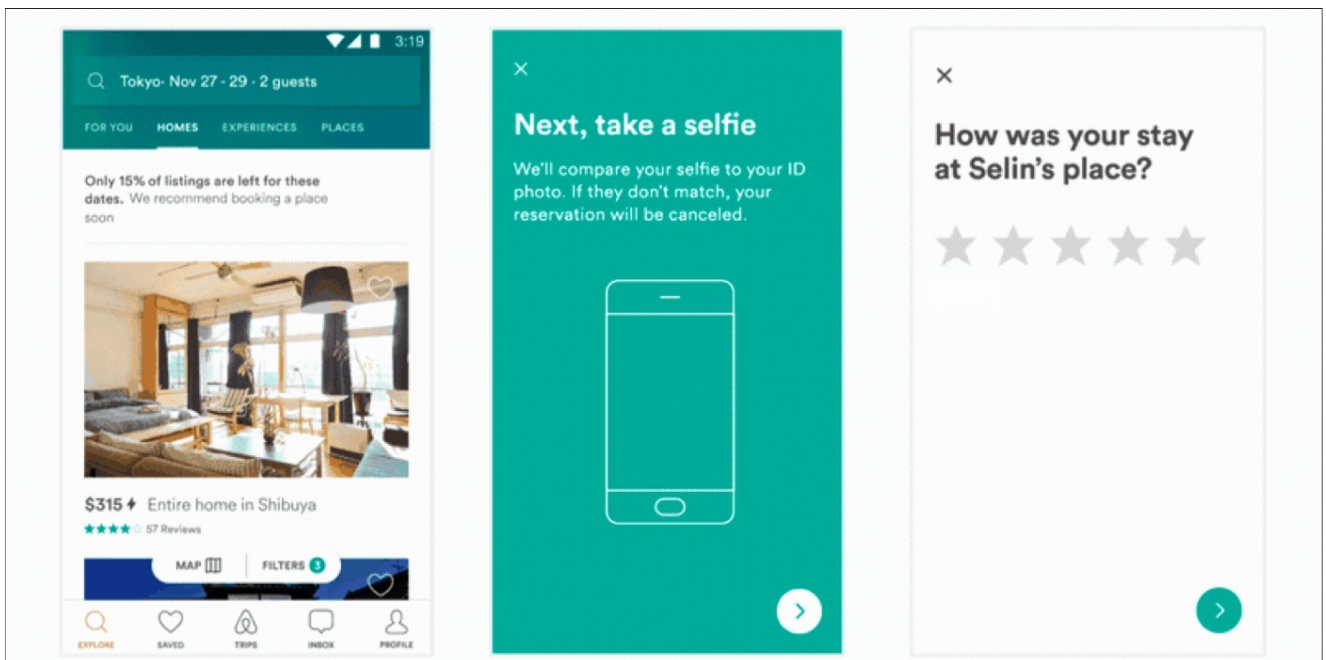 3:19
Tokyo- Nov 27 - 29 · 2 guests
FOR YOU HOMES EXPERIENCES PLACES
Only 15% of listings are left for these
dates. We recommend booking a place
soon
$315 Entire home in Shibuya
57 Reviews
MAP FILTERS 3
EXPLORE SAVED TRIPS INBOX PROFILE
Next, take a selfie
We'll compare your selfie to your ID
photo. If they don't match, your
reservation will be canceled.
How was your stay
at Selin's place?